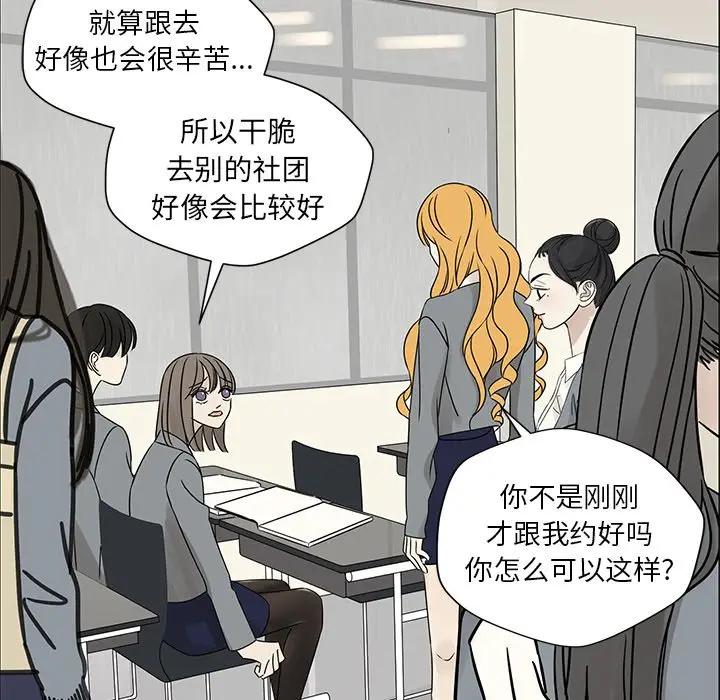 就算跟去
好像也会很辛苦...
所以干脆
去别的社团
好像会比较好
你不是刚刚
才跟我约好吗
你怎么可以这样?